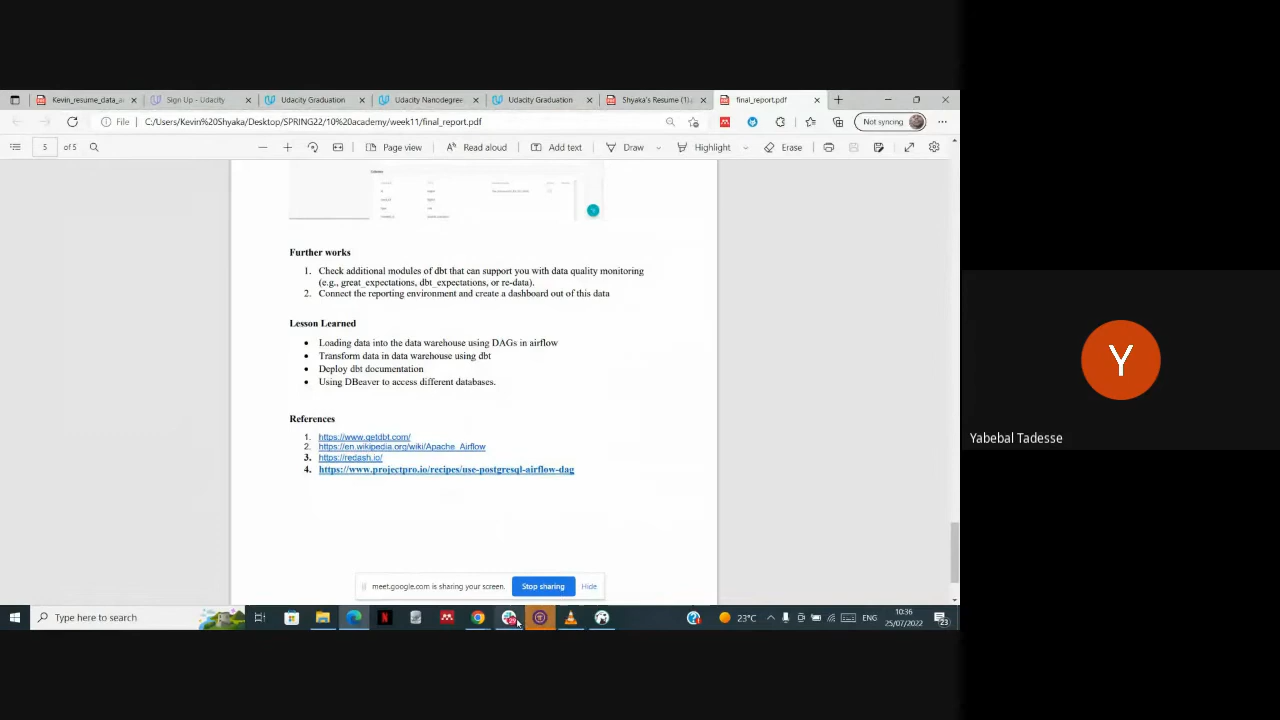 Kevin_resume_data_a
Sign Up - Udacity
Udacity Graduation
Udacity Nanodegree
Udacity Graduation
Shyaka's Resume (1).
final_report.pdf
File
C:/Users/Kevin%20Shyaka/Desktop/SPRING22/10%20academy/week11/final_report.pdf
Not syncing
5 of 5
Page view
Read aloud
Add text
Draw
Highlight
Erase
Further works
1. Check additional modules of dbt that can support you with data quality monitoring
(e.g., great_expectations, dbt_expectations, or re-data).
2. Connect the reporting environment and create a dashboard out of this data
Lesson Learned
• Loading data into the data warehouse using DAGs in airflow
• Transform data in data warehouse using dbt
• Deploy dbt documentation
• Using DBeaver to access different databases.
References
1. https://www.getdbt.com/
2. https://en.wikipedia.org/wiki/Apache_Airflow
3. https://redash.io/
4. https://www.projectpro.io/recipes/use-postgresql-airflow-dag
meet.google.com is sharing your screen.
Stop sharing
Hide
Type here to search
23°C
ENG
10:36
25/07/2022
23
Y
Yabebal Tadesse